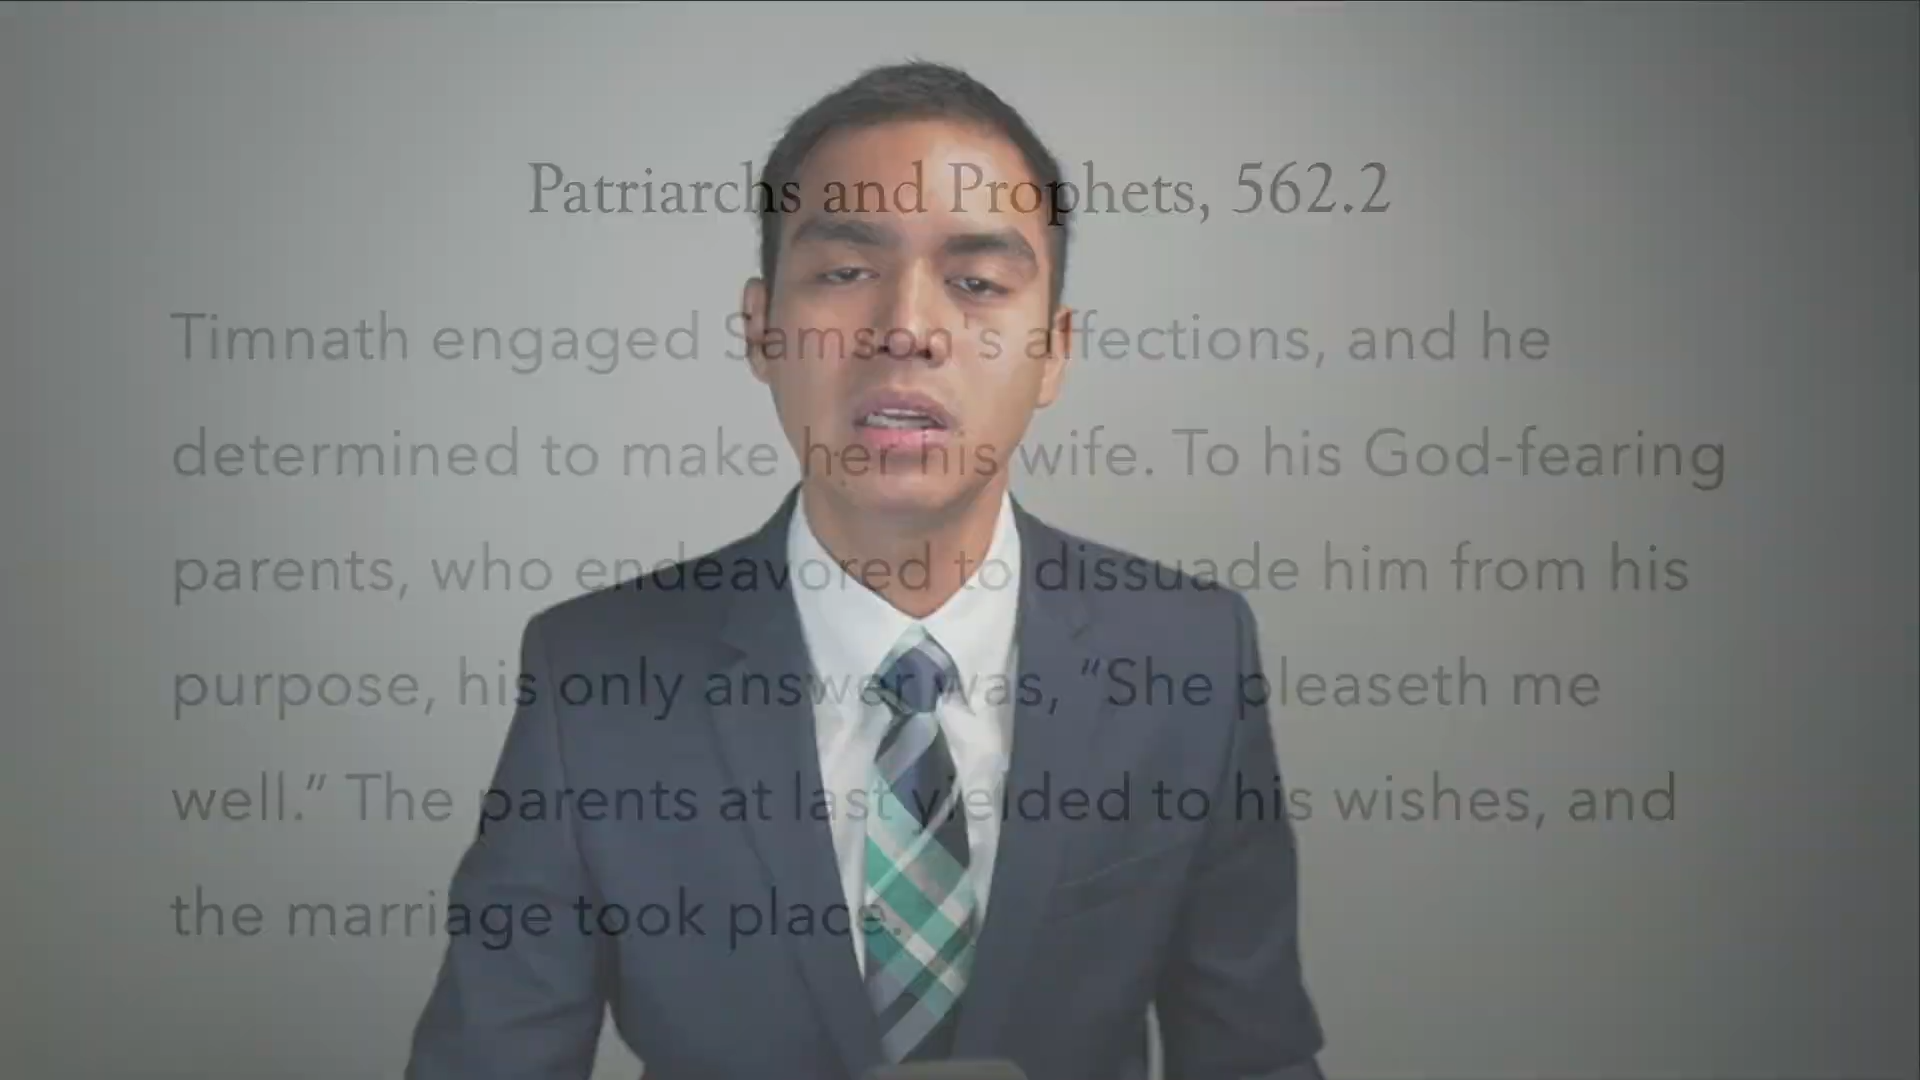 Patriarchs and Prophets, 562.2
Timnath engaged Samson's affections, and he
determined to make her his wife. To his God-fearing
parents, who endeavored to dissuade him from his
purpose, his only answer was, “She pleaseth me
well.” The parents at last yielded to his wishes, and
the marriage took place.